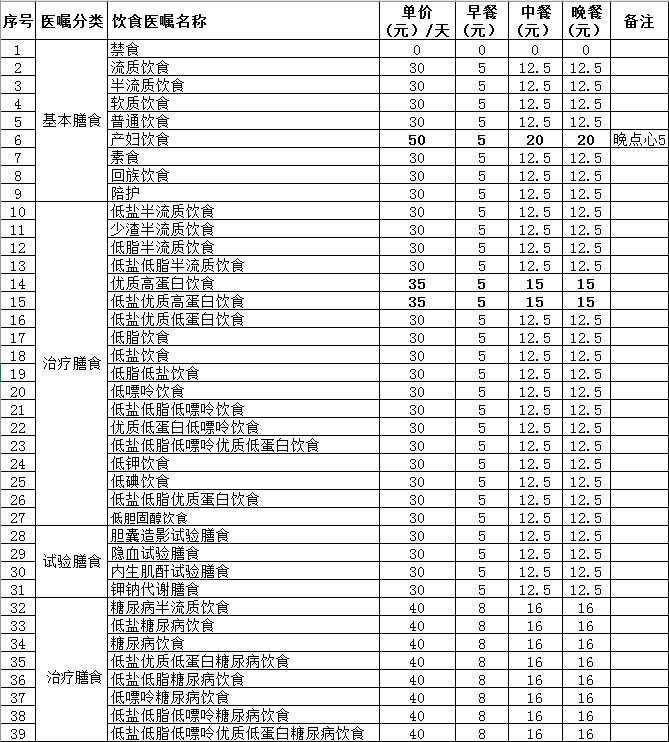 序号 医嘱分类 饮食医嘱名称 单价（元）/天 早餐（元） 中餐（元） 晚餐（元） 备注
1 基本膳食 禁食 0 0 0 0
2 流质饮食 30 5 12.5 12.5
3 半流质饮食 30 5 12.5 12.5
4 软质饮食 30 5 12.5 12.5
5 普通饮食 30 5 12.5 12.5
6 产妇饮食 50 5 20 20 晚点心5
7 素食 30 5 12.5 12.5
8 回族饮食 30 5 12.5 12.5
9 陪护 30 5 12.5 12.5
10 治疗膳食 低盐半流质饮食 30 5 12.5 12.5
11 少渣半流质饮食 30 5 12.5 12.5
12 低脂半流质饮食 30 5 12.5 12.5
13 低盐低脂半流质饮食 30 5 12.5 12.5
14 优质高蛋白饮食 35 5 15 15
15 低盐优质高蛋白饮食 35 5 15 15
16 低盐优质低蛋白饮食 30 5 12.5 12.5
17 低脂饮食 30 5 12.5 12.5
18 低盐饮食 30 5 12.5 12.5
19 低脂低盐饮食 30 5 12.5 12.5
20 低嘌呤饮食 30 5 12.5 12.5
21 低盐低脂低嘌呤饮食 30 5 12.5 12.5
22 优质低蛋白低嘌呤饮食 30 5 12.5 12.5
23 低盐低脂低嘌呤优质低蛋白饮食 30 5 12.5 12.5
24 低钾饮食 30 5 12.5 12.5
25 低碘饮食 30 5 12.5 12.5
26 低盐低脂优质蛋白饮食 30 5 12.5 12.5
27 低胆固醇饮食 30 5 12.5 12.5
28 试验膳食 胆囊造影试验膳食 30 5 12.5 12.5
29 隐血试验膳食 30 5 12.5 12.5
30 内生肌酐试验膳食 30 5 12.5 12.5
31 钾钠代谢膳食 30 5 12.5 12.5
32 治疗膳食 糖尿病半流质饮食 40 8 16 16
33 低盐糖尿病饮食 40 8 16 16
34 糖尿病饮食 40 8 16 16
35 低盐优质低蛋白糖尿病饮食 40 8 16 16
36 低盐低脂糖尿病饮食 40 8 16 16
37 低嘌呤糖尿病饮食 40 8 16 16
38 低盐低脂低嘌呤糖尿病饮食 40 8 16 16
39 低盐低脂低嘌呤优质低蛋白糖尿病饮食 40 8 16 16